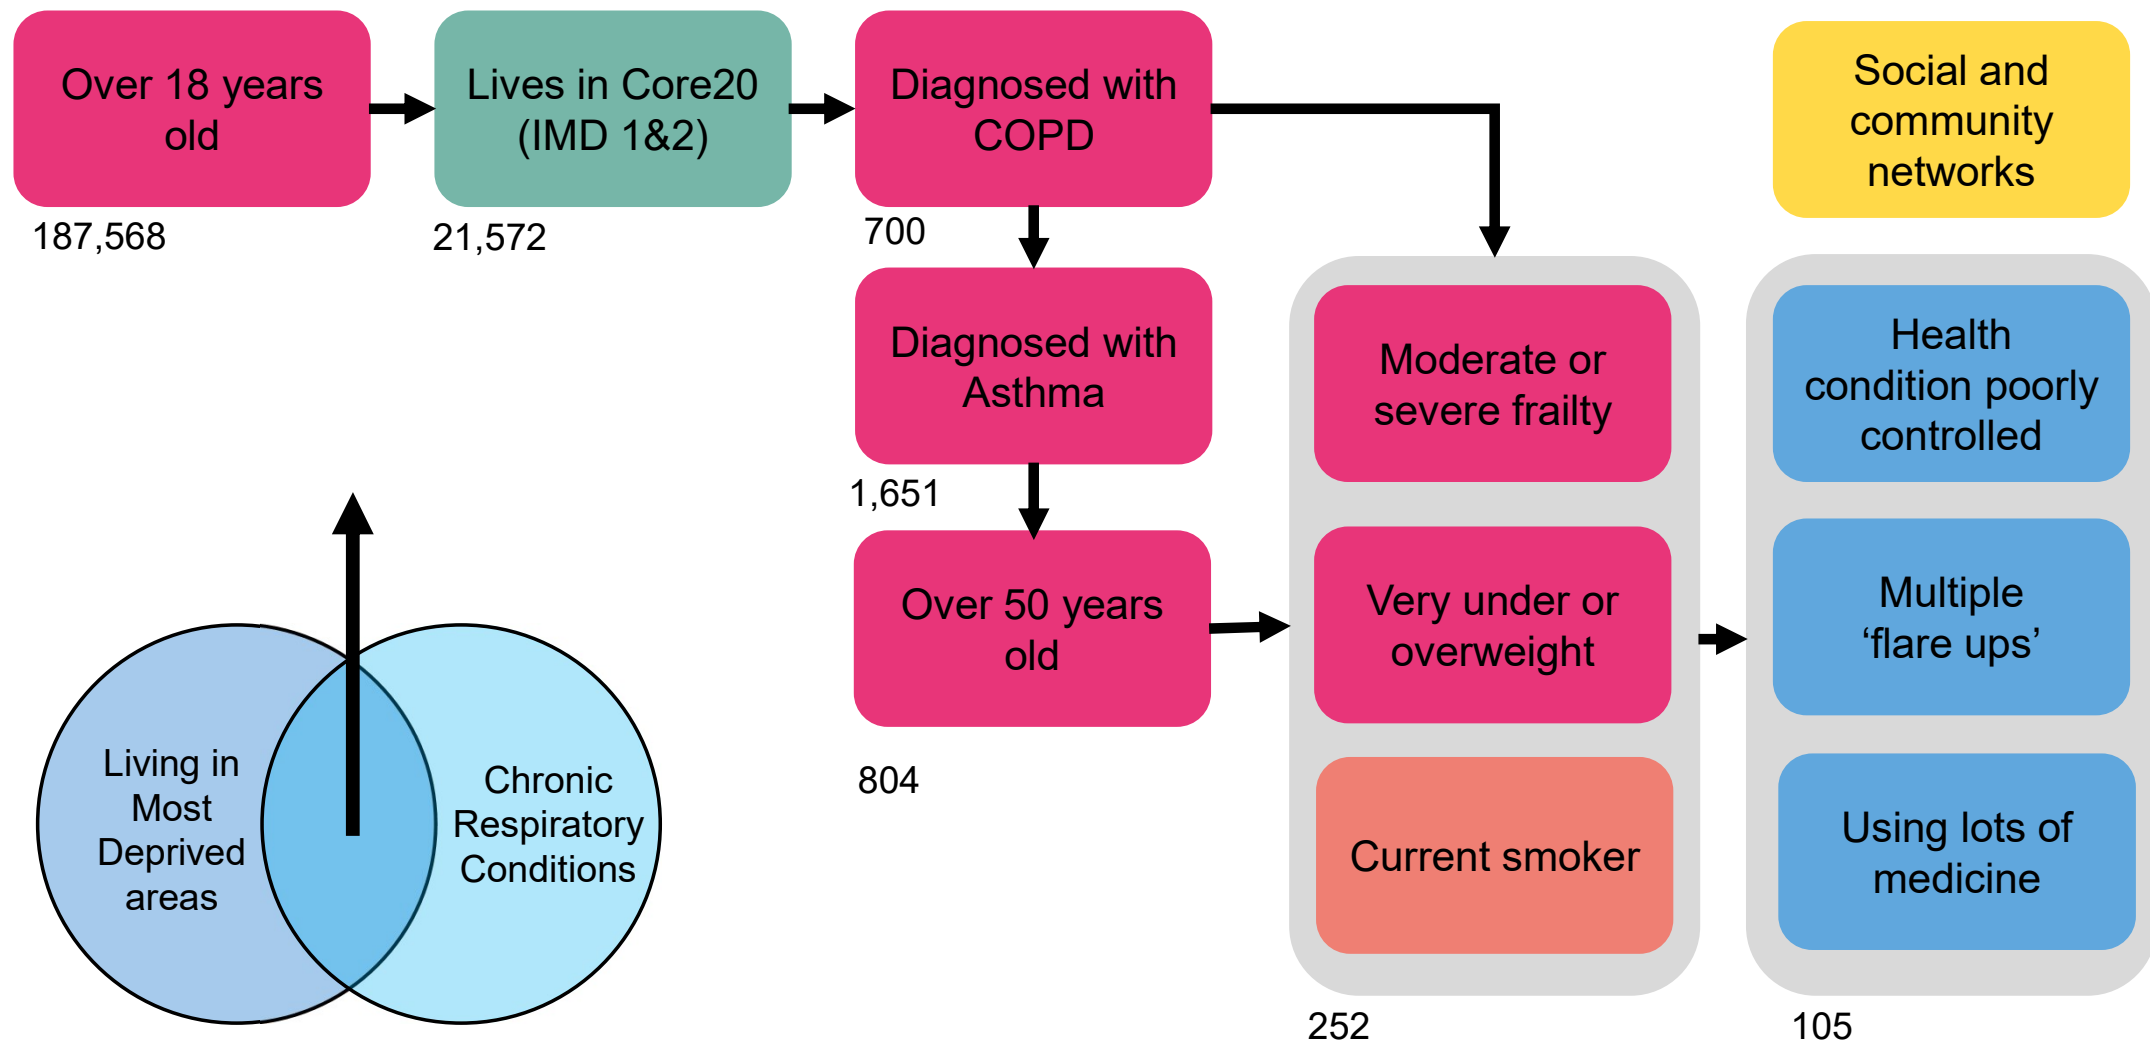 Over 18 years
old
187,568
Lives in Core20
(IMD 1&2)
21,572
Diagnosed with
COPD
700
Diagnosed with
Asthma
1,651
Over 50 years
old
804
Moderate or
severe frailty
Very under or
overweight
Current smoker
252
Social and
community
networks
Health
condition poorly
controlled
Multiple
‘flare ups’
Using lots of
medicine
105
Living in
Most
Deprived
areas
Chronic
Respiratory
Conditions